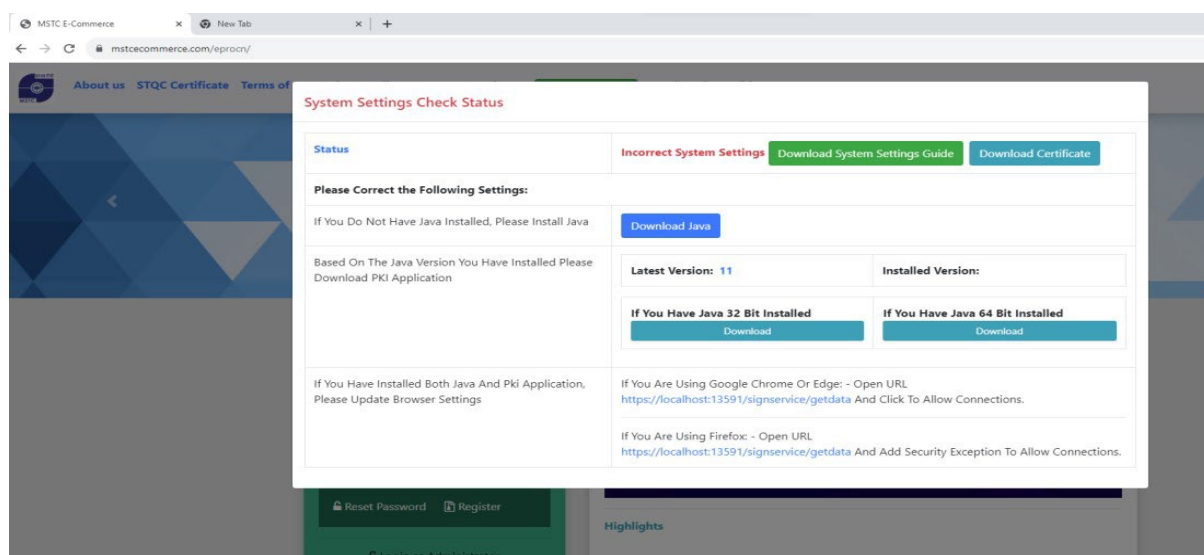 MSTC E-Commerce
New Tab
mstcecommerce.com/eprocn/
MSTC
About us STQC Certificate Terms of
System Settings Check Status
Status
Incorrect System Settings Download System Settings Guide Download Certificate
Please Correct the Following Settings:
If You Do Not Have Java Installed, Please Install Java
Download Java
Based On The Java Version You Have Installed Please
Download PKI Application
Latest Version: 11
Installed Version:
If You Have Java 32 Bit Installed
Download
If You Have Java 64 Bit Installed
Download
If You Have Installed Both Java And Pki Application,
Please Update Browser Settings
If You Are Using Google Chrome Or Edge: - Open URL
https://localhost:13591/signservice/getdata And Click To Allow Connections.
If You Are Using Firefox: - Open URL
https://localhost:13591/signservice/getdata And Add Security Exception To Allow Connections.
Reset Password Register
Highlights